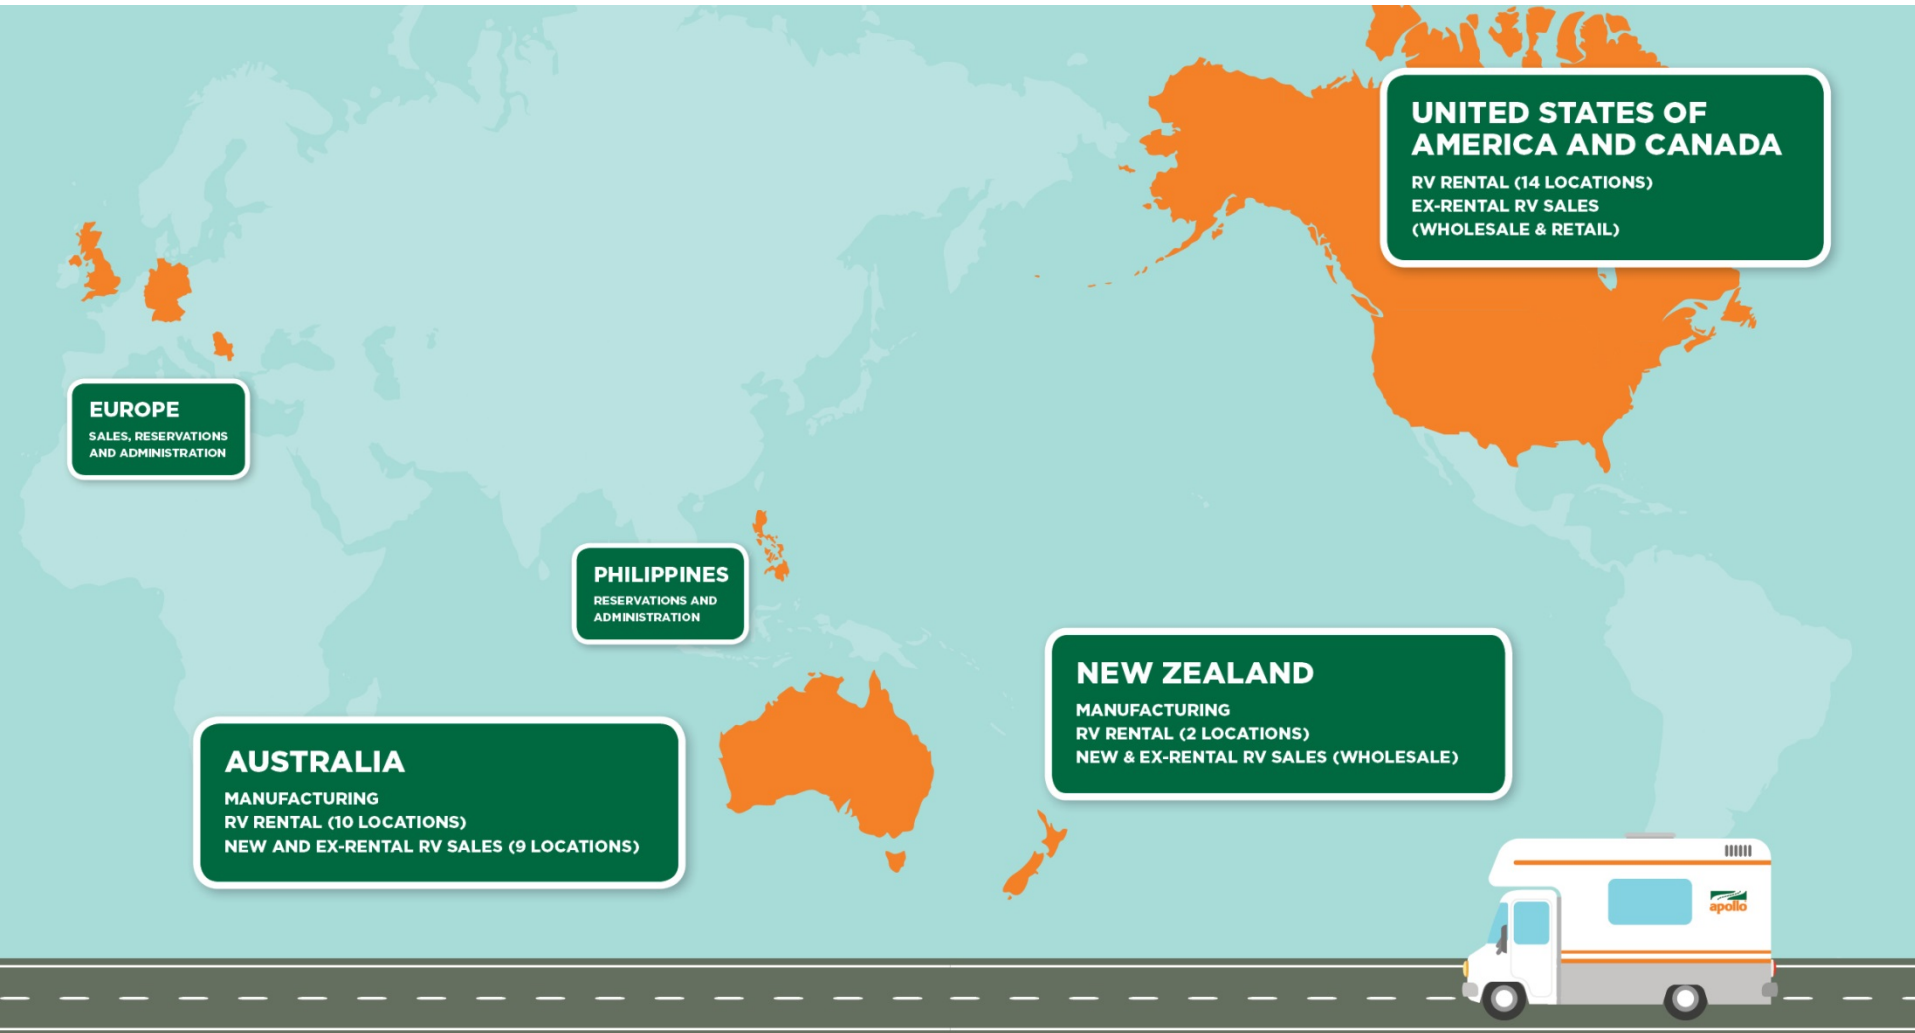 UNITED STATES OF
AMERICA AND CANADA
RV RENTAL (14 LOCATIONS)
EX-RENTAL RV SALES
(WHOLESALE & RETAIL)
EUROPE
SALES, RESERVATIONS
AND ADMINISTRATION
PHILIPPINES
RESERVATIONS AND
ADMINISTRATION
NEW ZEALAND
MANUFACTURING
RV RENTAL (2 LOCATIONS)
NEW & EX-RENTAL RV SALES (WHOLESALE)
AUSTRALIA
MANUFACTURING
RV RENTAL (10 LOCATIONS)
NEW AND EX-RENTAL RV SALES (9 LOCATIONS)
apollo